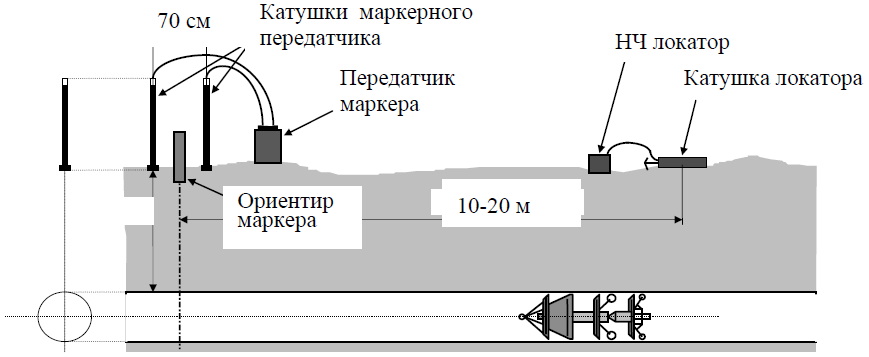 70 см
Катушки маркерного
передатчика
Передатчик
маркера
НЧ локатор
Катушка локатора
Ориентир
маркера
10-20 м